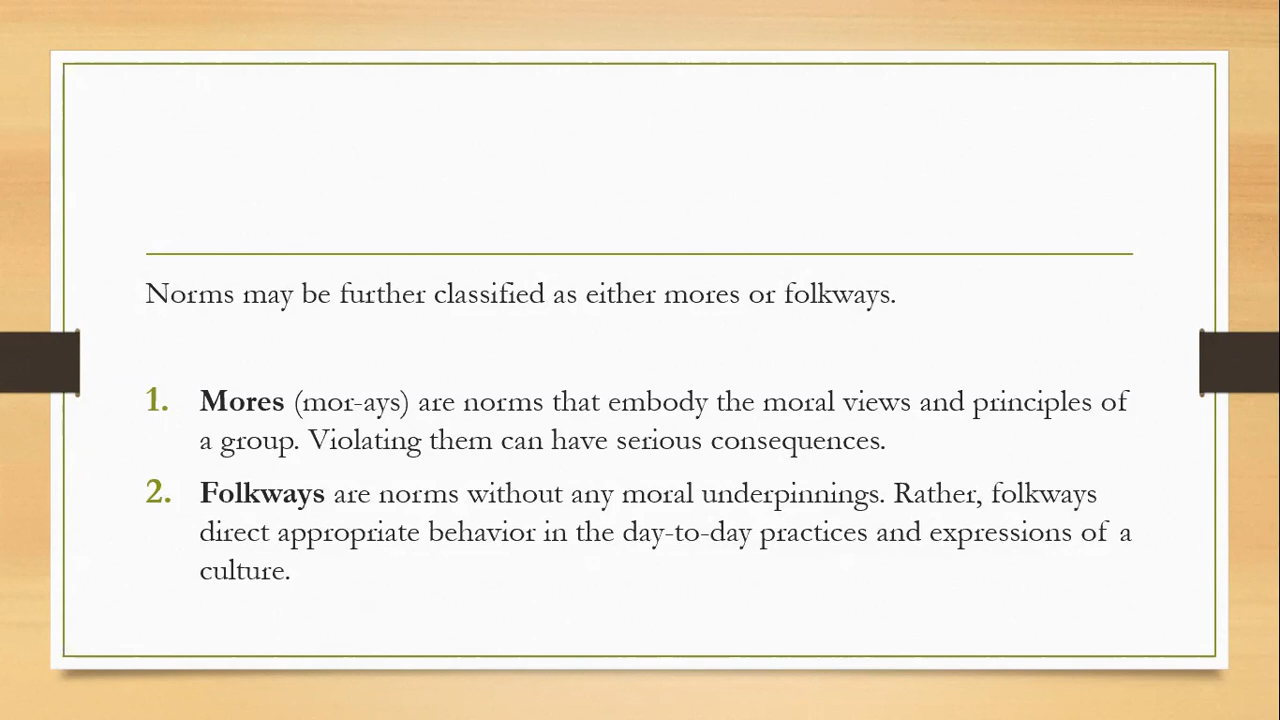 Norms may be further classified as either mores or folkways.
1. Mores (mor-ays) are norms that embody the moral views and principles of
a group. Violating them can have serious consequences.
2. Folkways are norms without any moral underpinnings. Rather, folkways
direct appropriate behavior in the day-to-day practices and expressions of a
culture.